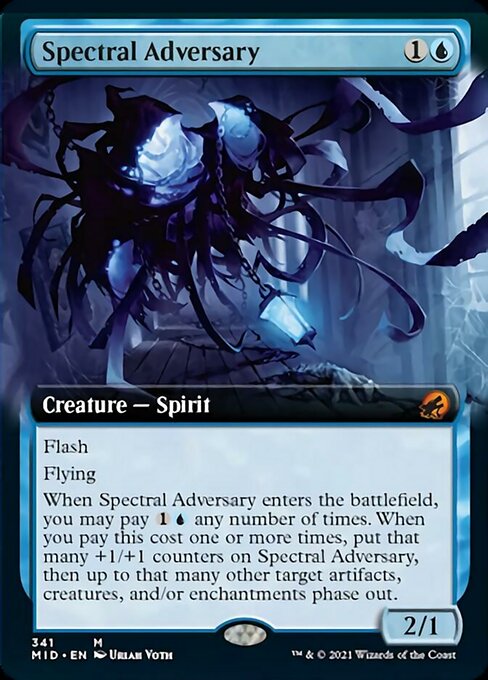 Spectral Adversary 1
Creature — Spirit
Flash
Flying
When Spectral Adversary enters the battlefield,
you may pay 1 any number of times. When
you pay this cost one or more times, put that
many +1/+1 counters on Spectral Adversary,
then up to that many other target artifacts,
creatures, and/or enchantments phase out.
2/1
341 M
MID • EN Uriah Voth
™ & © 2021 Wizards of the Coast